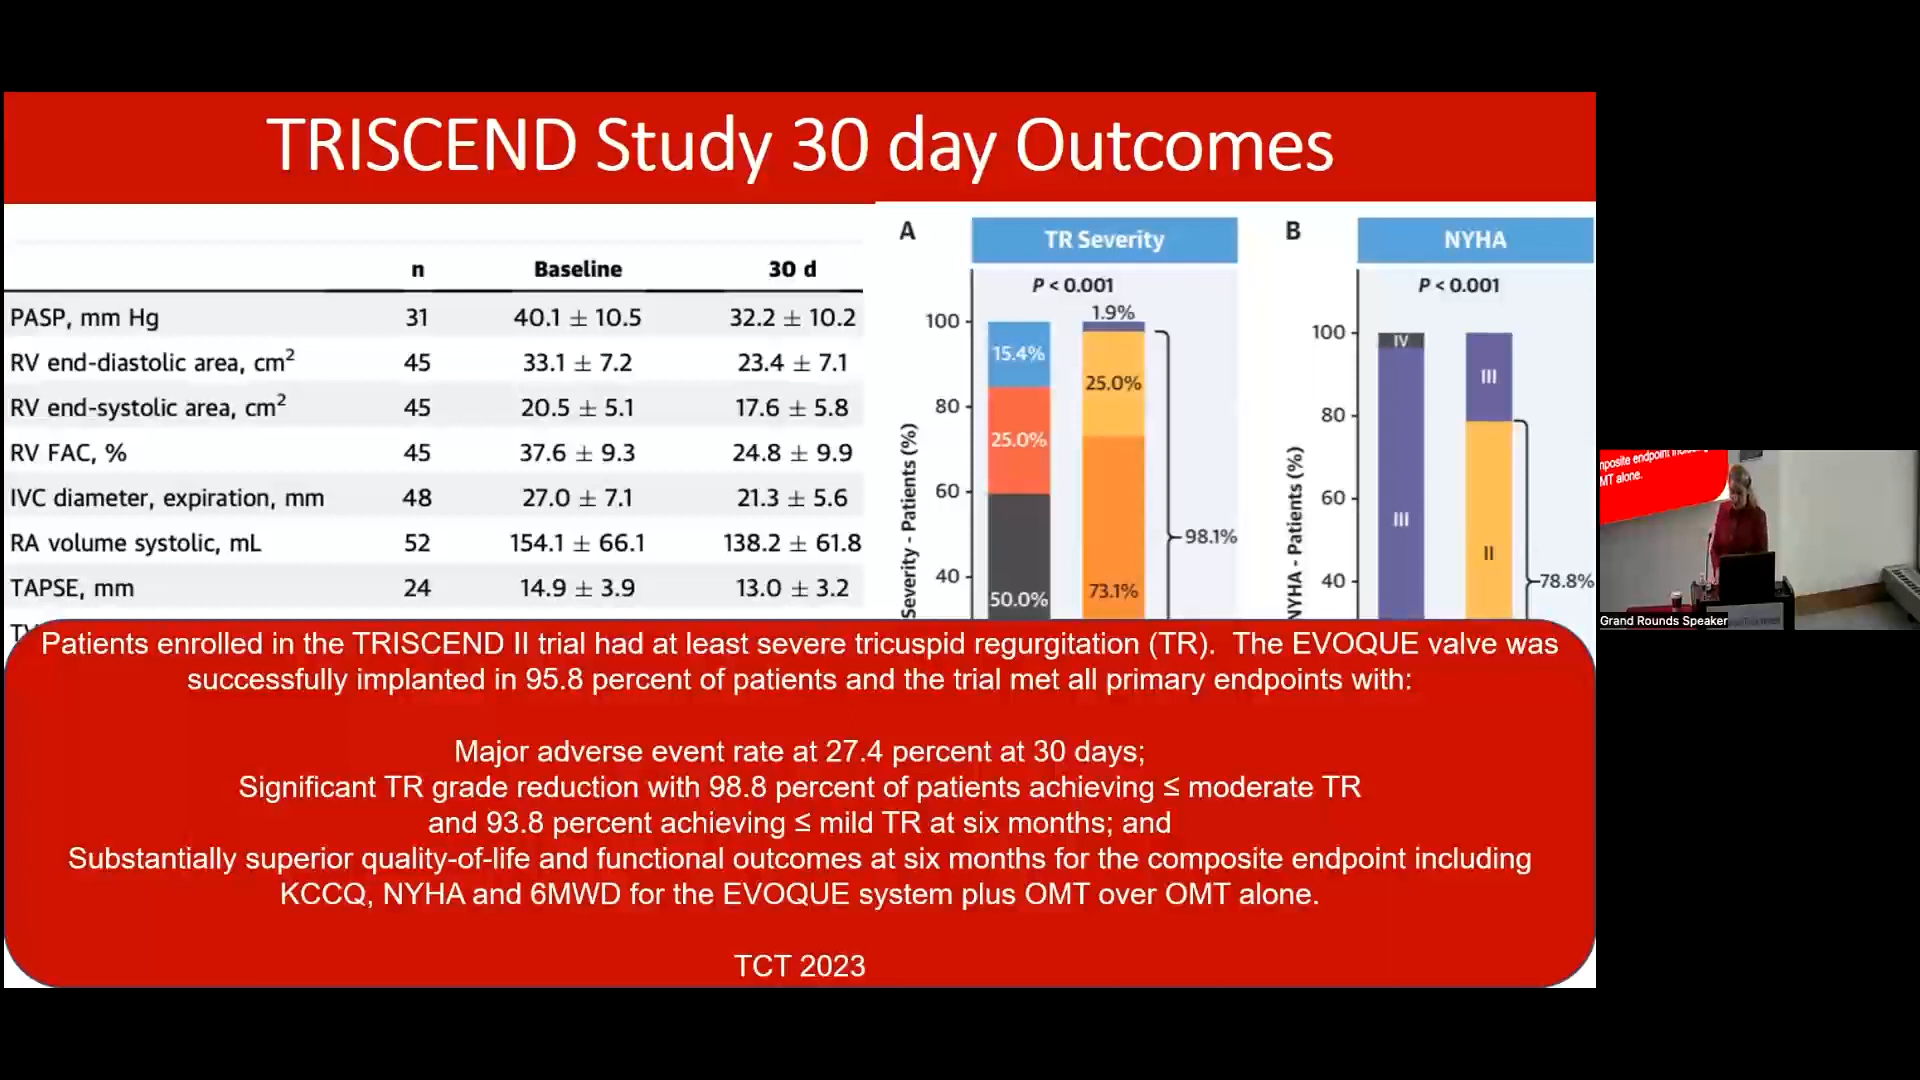 TRISCEND Study 30 day Outcomes
n Baseline 30 d
PASP, mm Hg 31 40.1 ± 10.5 32.2 ± 10.2
RV end-diastolic area, cm² 45 33.1 ± 7.2 23.4 ± 7.1
RV end-systolic area, cm² 45 20.5 ± 5.1 17.6 ± 5.8
RV FAC, % 45 37.6 ± 9.3 24.8 ± 9.9
IVC diameter, expiration, mm 48 27.0 ± 7.1 21.3 ± 5.6
RA volume systolic, mL 52 154.1 ± 66.1 138.2 ± 61.8
TAPSE, mm 24 14.9 ± 3.9 13.0 ± 3.2
A
TR Severity
P < 0.001
1.9%
100
15.4%
25.0%
80
25.0%
60
98.1%
40
73.1%
50.0%
Severity - Patients (%)
B
NYHA
P < 0.001
100
IV
III
80
60
III
II
40
78.8%
NYHA - Patients (%)
Patients enrolled in the TRISCEND II trial had at least severe tricuspid regurgitation (TR). The EVOQUE valve was
successfully implanted in 95.8 percent of patients and the trial met all primary endpoints with:
Major adverse event rate at 27.4 percent at 30 days;
Significant TR grade reduction with 98.8 percent of patients achieving ≤ moderate TR
and 93.8 percent achieving ≤ mild TR at six months; and
Substantially superior quality-of-life and functional outcomes at six months for the composite endpoint including
KCCQ, NYHA and 6MWD for the EVOQUE system plus OMT over OMT alone.
TCT 2023
composite endpoint
MT alone.
Grand Rounds Speaker